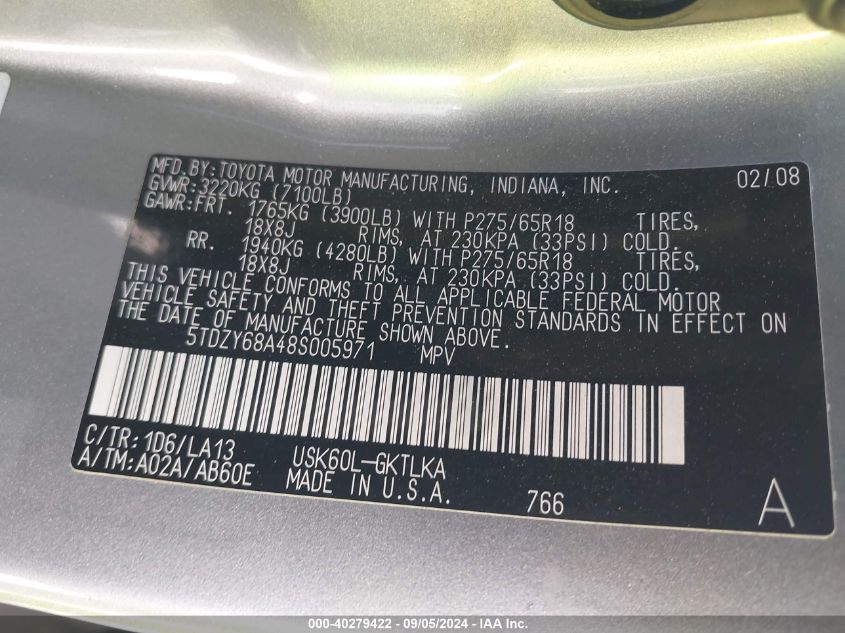 MFD.BY:TOYOTA MOTOR MANUFACTURING, INDIANA, INC. 02/08
GVWR:3220KG (7100LB)
GAWR:FRT. 1765KG (3900LB) WITH P275/65R18 TIRES,
18X8J RIMS, AT 230KPA (33PSI) COLD.
RR. 1940KG (4280LB) WITH P275/65R18 TIRES,
18X8J RIMS, AT 230KPA (33PSI) COLD.
THIS VEHICLE CONFORMS TO ALL APPLICABLE FEDERAL MOTOR
VEHICLE SAFETY AND THEFT PREVENTION STANDARDS IN EFFECT ON
THE DATE OF MANUFACTURE SHOWN ABOVE.
5TDZY68A48S005971 MPV
C/TR:1D6/LA13 USK60L-GKTLKA
A/TM:A02A/AB60E MADE IN U.S.A. 766 A
000-40279422 - 09/05/2024 - IAA Inc.